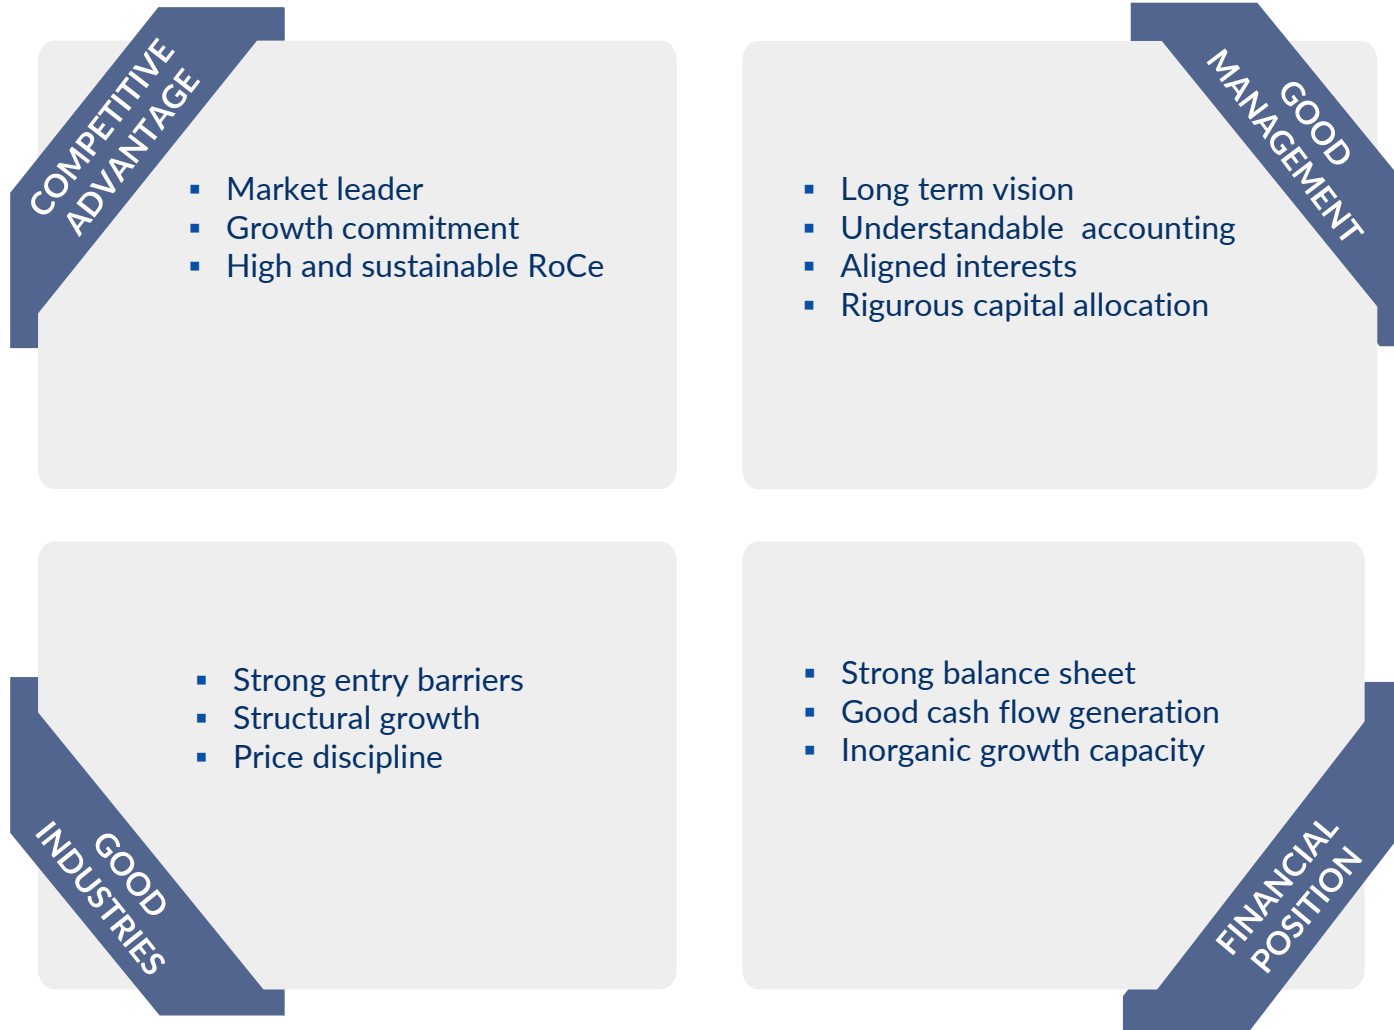 COMPETITIVE
ADVANTAGE
▪ Market leader
▪ Growth commitment
▪ High and sustainable RoCe
GOOD
MANAGEMENT
▪ Long term vision
▪ Understandable  accounting
▪ Aligned interests
▪ Rigurous capital allocation
GOOD
INDUSTRIES
▪ Strong entry barriers
▪ Structural growth
▪ Price discipline
FINANCIAL
POSITION
▪ Strong balance sheet
▪ Good cash flow generation
▪ Inorganic growth capacity